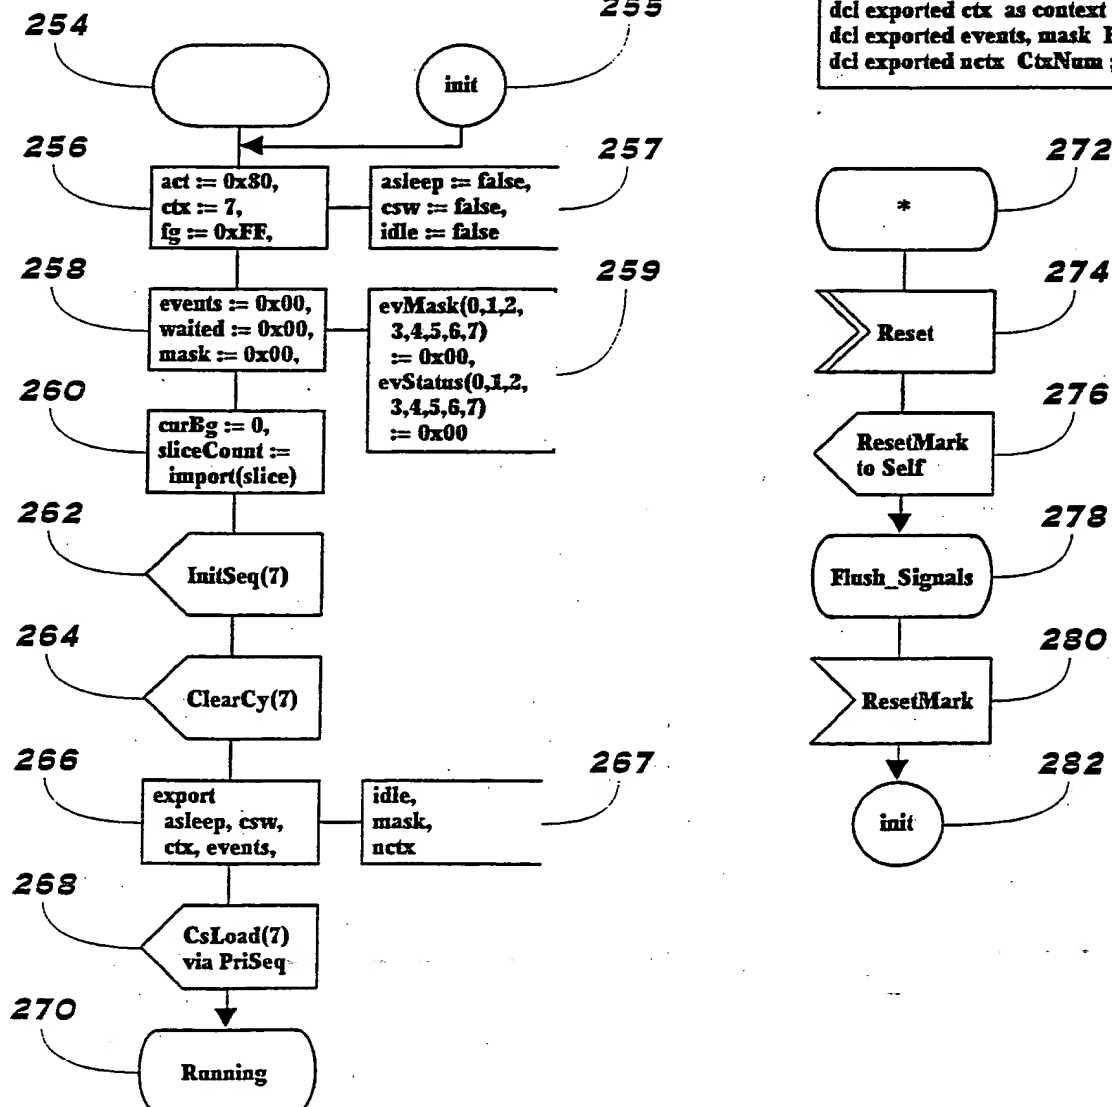 254
255
dcl exported ctx as context
dcl exported events, mask
dcl exported nctx CtxNum ;
init
256
257
272
act := 0x80,
ctx := 7,
fg := 0xFF,
asleep := false,
csw := false,
idle := false
*
258
259
274
events := 0x00,
waited := 0x00,
mask := 0x00,
evMask(0,1,2,
3,4,5,6,7)
:= 0x00,
evStatus(0,1,2,
3,4,5,6,7)
:= 0x00
Reset
260
276
curBg := 0,
sliceCount :=
import(slice)
ResetMark
to Self
262
278
InitSeq(7)
Flush_Signals
264
280
ClearCy(7)
ResetMark
266
267
282
export
asleep, csw,
ctx, events,
idle,
mask,
nctx
init
268
CsLoad(7)
via PriSeq
270
Running